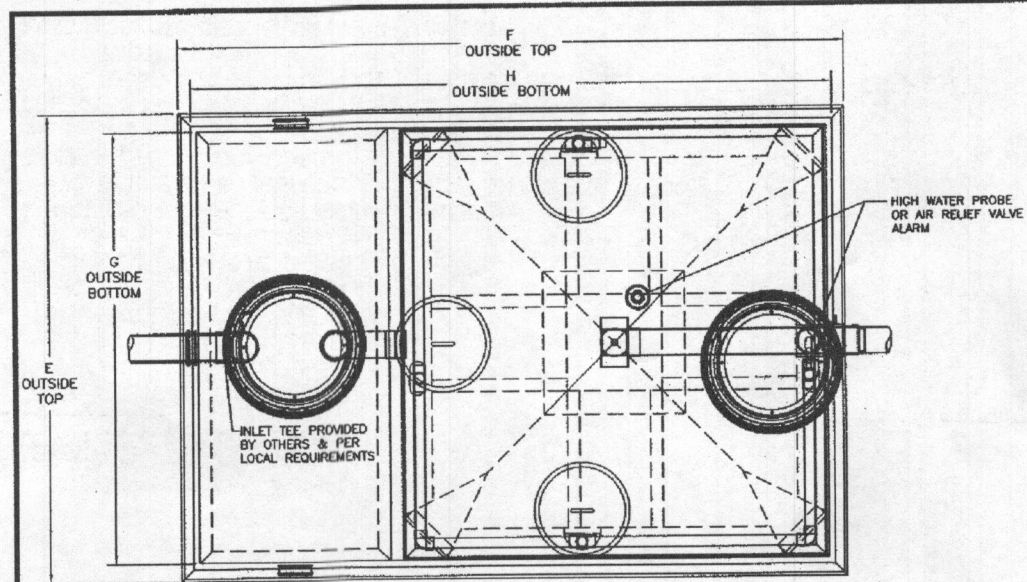 F
OUTSIDE TOP
H
OUTSIDE BOTTOM
HIGH WATER PROBE
OR AIR RELIEF VALVE
ALARM
G
OUTSIDE
BOTTOM
E
OUTSIDE
TOP
INLET TEE PROVIDED
BY OTHERS & PER
LOCAL REQUIREMENTS